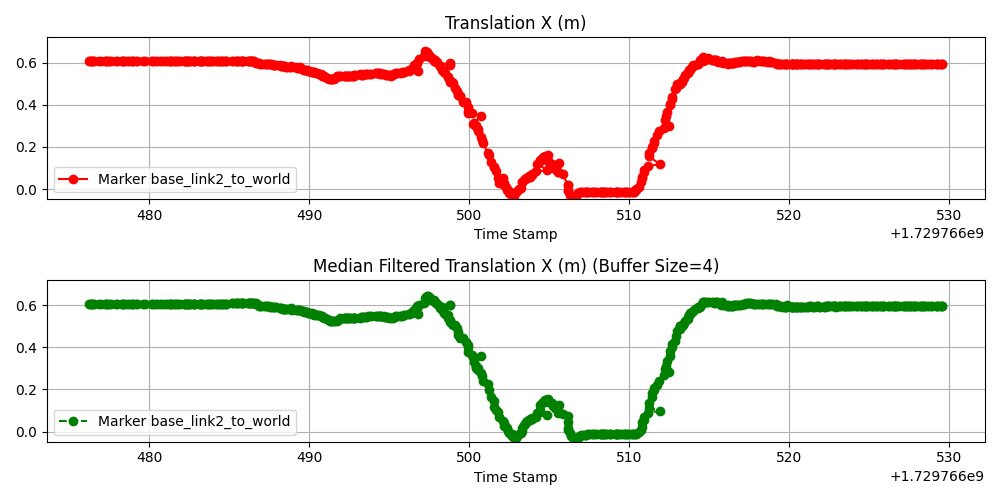 Translation X (m)
0.6
0.4
0.2
0.0
Marker base_link2_to_world
480
490
500
510
520
530
Time Stamp
+1.729766e9
Median Filtered Translation X (m) (Buffer Size=4)
0.6
0.4
0.2
0.0
Marker base_link2_to_world
480
490
500
510
520
530
Time Stamp
+1.729766e9